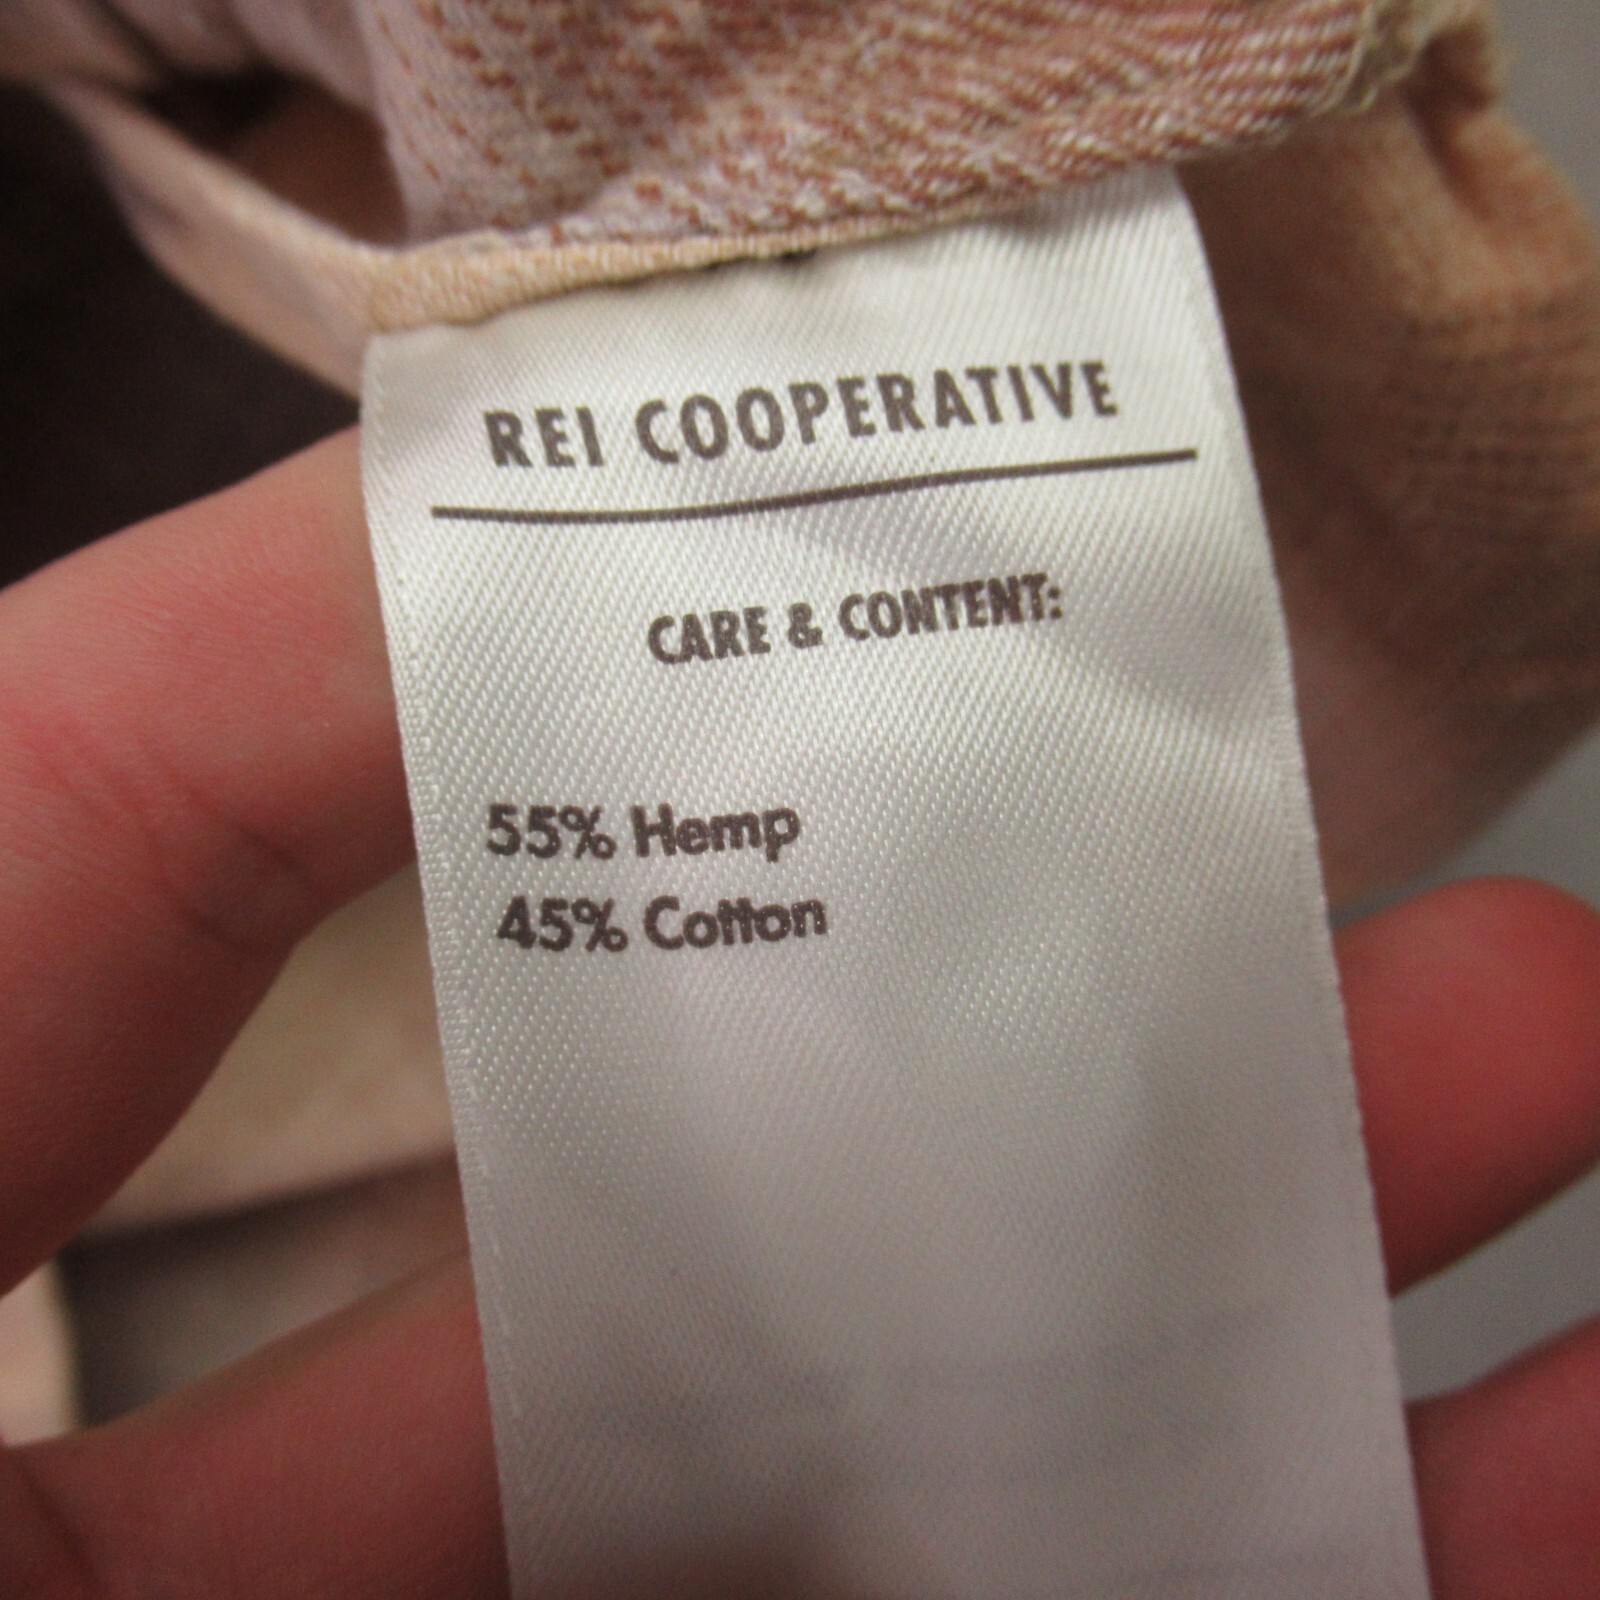 REI COOPERATIVE
CARE & CONTENT:
55% Hemp
45% Cotton